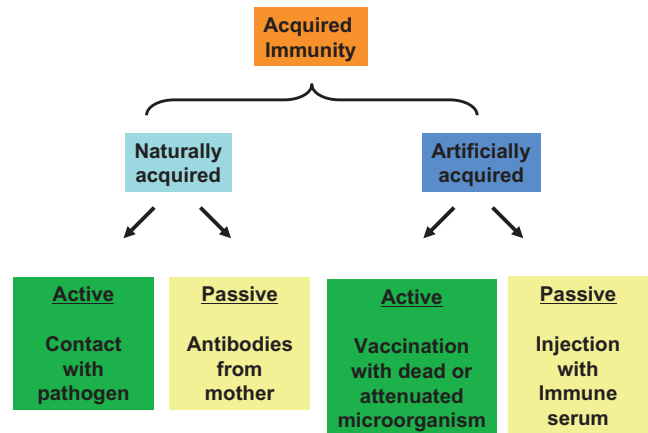 Acquired
Immunity
Naturally
acquired
Artificially
acquired
Active
Contact
with
pathogen
Passive
Antibodies
from
mother
Active
Vaccination
with dead or
attenuated
microorganism
Passive
Injection
with
Immune
serum